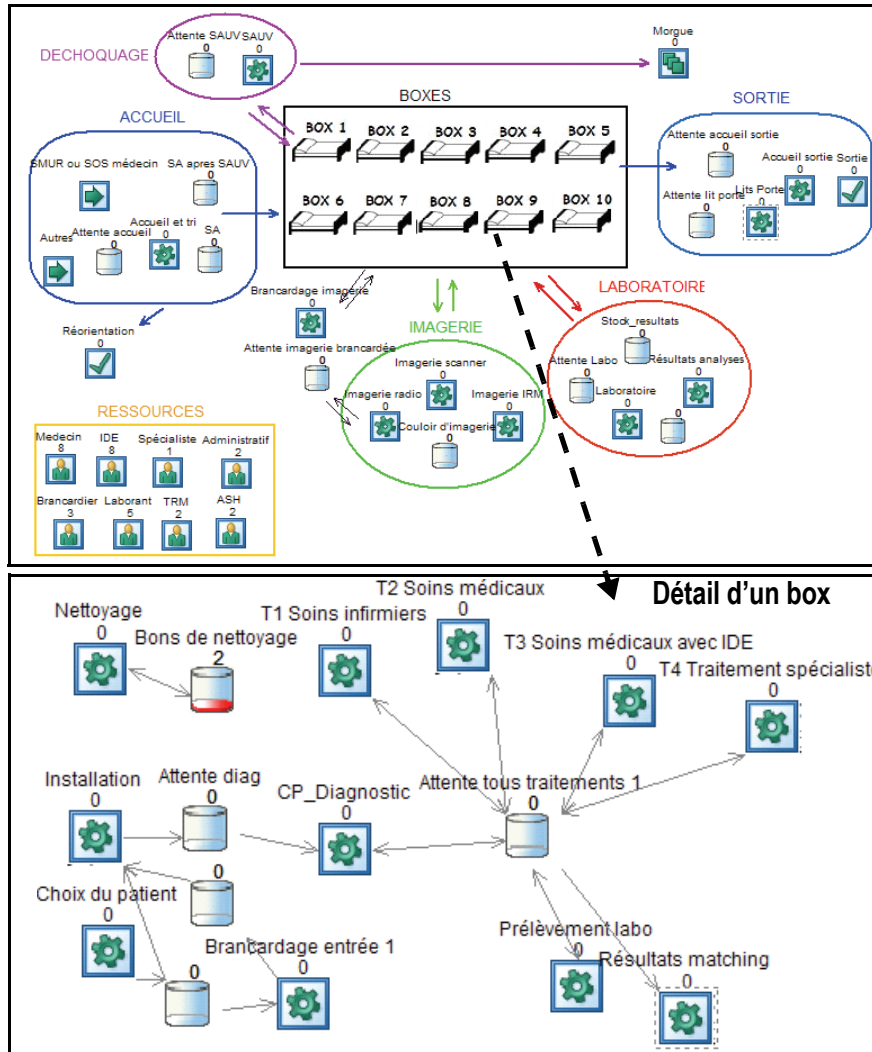 Attente SAUV SAUV
0 0
DECHOQUAGE
Morgue
0
ACCUEIL
BOXES
SORTIE
SMUR ou SOS médecin
SA apres SAUV
0
Autres
Attente accueil
0
Accueil et tri
0
SA
0
BOX 1 BOX 2 BOX 3 BOX 4 BOX 5
BOX 6 BOX 7 BOX 8 BOX 9 BOX 10
Attente accueil sortie
0
Accueil sortie
0
Sortie
0
Attente lit porte
0
Lits Porte
0
Réorientation
0
Brancardage imagerie
0
Attente imagerie brancardée
0
IMAGERIE
Imagerie scanner
0
Imagerie radio
0
Imagerie IRM
0
Couloir d'imagerie
0
LABORATOIRE
Stock_resultats
0
Attente Labo
0
Résultats analyses
0
Laboratoire
0
0
RESSOURCES
Medecin IDE Spécialiste Administratif
8 8 1 2
Brancardier Laborant TRM ASH
3 5 2 2
Détail d'un box
Nettoyage
0
Bons de nettoyage
2
T1 Soins infirmiers
0
T2 Soins médicaux
0
T3 Soins médicaux avec IDE
0
T4 Traitement spécialiste
0
Installation
0
Attente diag
0
CP_Diagnostic
0
Attente tous traitements 1
0
0
Choix du patient
0
0
Brancardage entrée 1
0
Prélèvement labo
0
Résultats matching
0